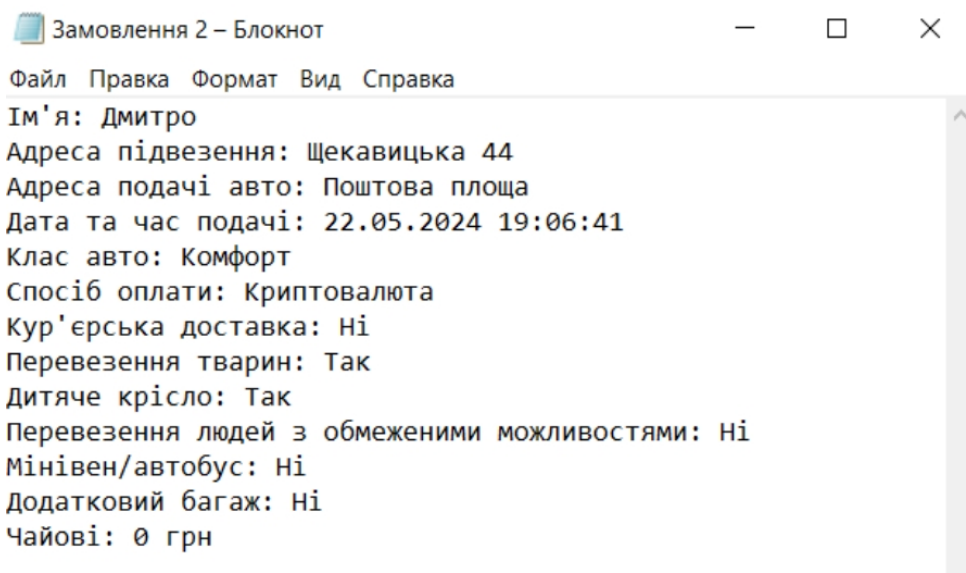 Замовлення 2 – Блокнот
Файл Правка Формат Вид Справка
Ім'я: Дмитро
Адреса підвезення: Щекавицька 44
Адреса подачі авто: Поштова площа
Дата та час подачі: 22.05.2024 19:06:41
Клас авто: Комфорт
Спосіб оплати: Криптовалюта
Кур'єрська доставка: Ні
Перевезення тварин: Так
Дитяче крісло: Так
Перевезення людей з обмеженими можливостями: Ні
Мінівен/автобус: Ні
Додатковий багаж: Ні
Чайові: 0 грн